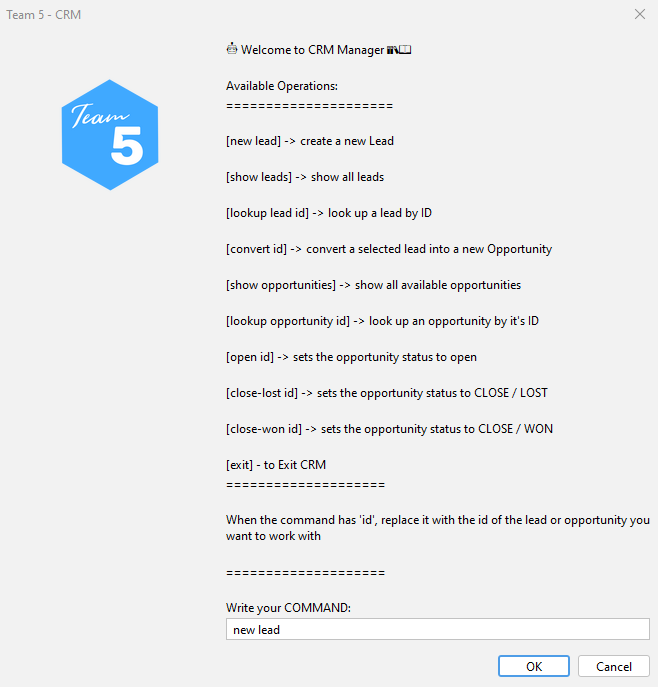 Team 5 - CRM
Team
5
🤖 Welcome to CRM Manager
Available Operations:
=====================
[new lead] -> create a new Lead
[show leads] -> show all leads
[lookup lead id] -> look up a lead by ID
[convert id] -> convert a selected lead into a new Opportunity
[show opportunities] -> show all available opportunities
[lookup opportunity id] -> look up an opportunity by it's ID
[open id] -> sets the opportunity status to open
[close-lost id] -> sets the opportunity status to CLOSE / LOST
[close-won id] -> sets the opportunity status to CLOSE / WON
[exit] - to Exit CRM
====================
When the command has 'id', replace it with the id of the lead or opportunity you
want to work with
====================
Write your COMMAND:
new lead
OK
Cancel